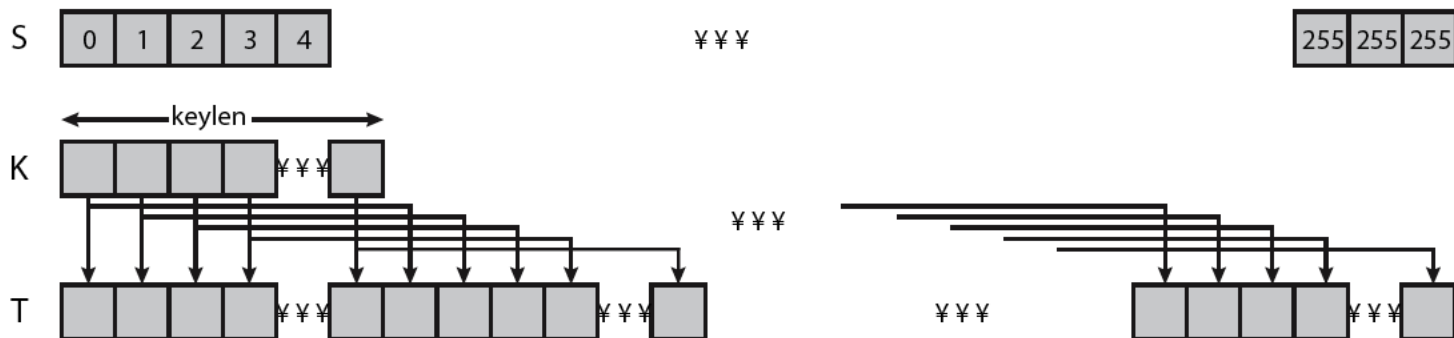 S 0 1 2 3 4 ¥ ¥ ¥ 255 255 255
keylen
K ¥ ¥ ¥
¥ ¥ ¥
T ¥ ¥ ¥ ¥ ¥ ¥ ¥ ¥ ¥ ¥ ¥ ¥